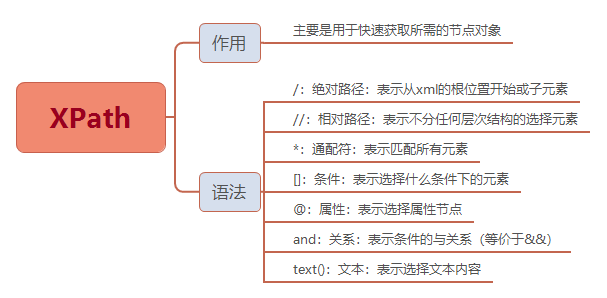 XPath
作用
主要是用于快速获取所需的节点对象
语法
/：绝对路径：表示从xml的根位置开始或子元素
//：相对路径：表示不分任何层次结构的选择元素
*：通配符：表示匹配所有元素
[]：条件：表示选择什么条件下的元素
@：属性：表示选择属性节点
and：关系：表示条件的与关系（等价于&&）
text()：文本：表示选择文本内容